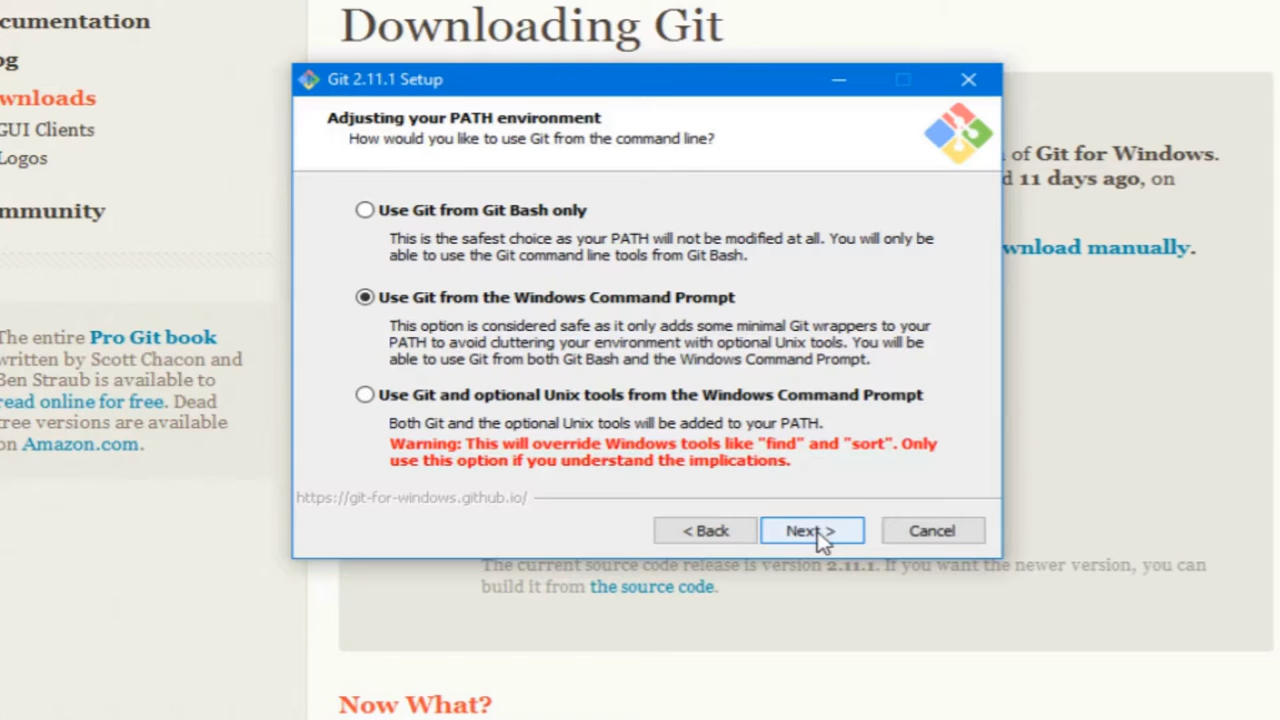 cumentation
og
wnloads
GUI Clients
Logos
mmunity
The entire Pro Git book
written by Scott Chacon and
Ben Straub is available to
read online for free. Dead
tree versions are available
on Amazon.com.
Downloading Git
of Git for Windows.
d 11 days ago, on
wnload manually.
Git 2.11.1 Setup
Adjusting your PATH environment
How would you like to use Git from the command line?
Use Git from Git Bash only
This is the safest choice as your PATH will not be modified at all. You will only be
able to use the Git command line tools from Git Bash.
Use Git from the Windows Command Prompt
This option is considered safe as it only adds some minimal Git wrappers to your
PATH to avoid cluttering your environment with optional Unix tools. You will be
able to use Git from both Git Bash and the Windows Command Prompt.
Use Git and optional Unix tools from the Windows Command Prompt
Both Git and the optional Unix tools will be added to your PATH.
Warning: This will override Windows tools like "find" and "sort". Only
use this option if you understand the implications.
https://git-for-windows.github.io/
< Back
Next >
Cancel
The current source code release is version 2.11.1. If you want the newer version, you can
build it from the source code.
Now What?